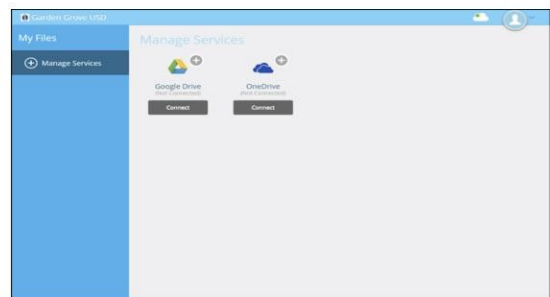 Garden Grove USD
My Files
Manage Services
Manage Services
Google Drive
(Not Connected)
Connect
OneDrive
(Not Connected)
Connect